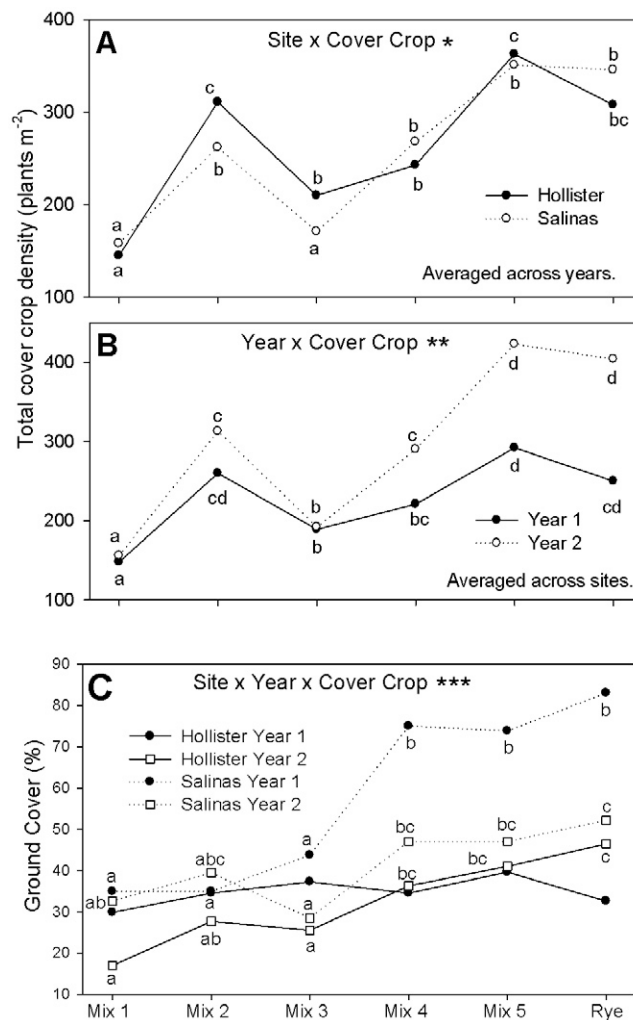 A
Site x Cover Crop *
400
300
200
100
a
a
c
b
b
a
b
b
c
b
b
bc
Hollister
Salinas
Averaged across years.
Total cover crop density (plants m-2)
B
Year x Cover Crop **
400
300
200
100
a
a
c
cd
b
b
c
bc
d
d
d
cd
Year 1
Year 2
Averaged across sites.
C
Site x Year x Cover Crop ***
Ground Cover (%)
90
80
70
60
50
40
30
20
10
Hollister Year 1
Hollister Year 2
Salinas Year 1
Salinas Year 2
a
ab
a
abc
a
ab
a
a
a
b
bc
bc
b
bc
bc
b
c
c
Mix 1
Mix 2
Mix 3
Mix 4
Mix 5
Rye